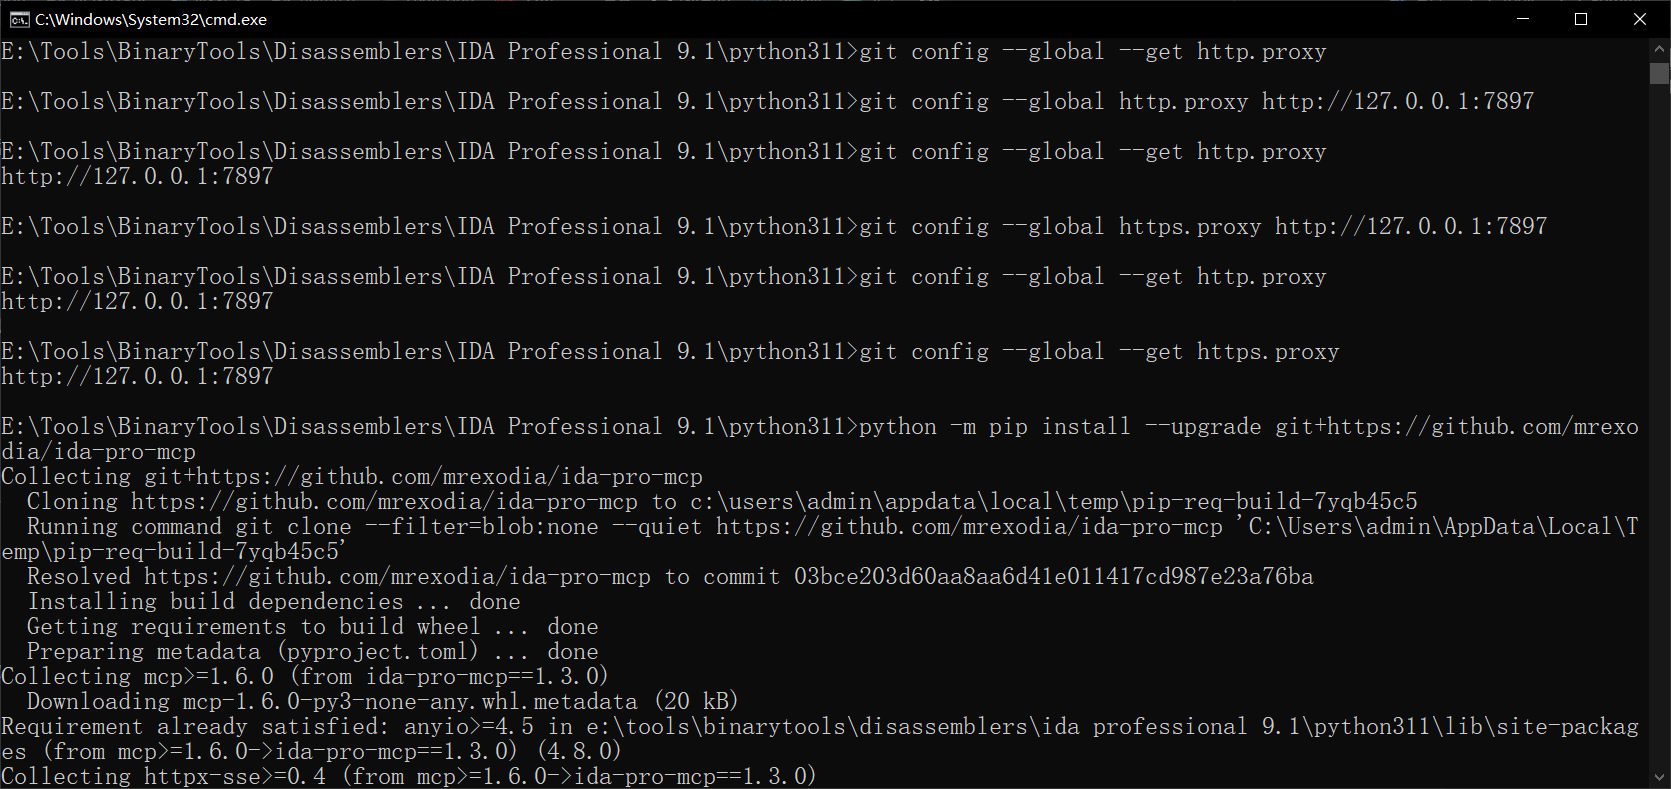 C:\Windows\System32\cmd.exe
E:\Tools\BinaryTools\Disassemblers\IDA Professional 9.1\python311>git config --global --get http.proxy
E:\Tools\BinaryTools\Disassemblers\IDA Professional 9.1\python311>git config --global http.proxy http://127.0.0.1:7897
E:\Tools\BinaryTools\Disassemblers\IDA Professional 9.1\python311>git config --global --get http.proxy
http://127.0.0.1:7897
E:\Tools\BinaryTools\Disassemblers\IDA Professional 9.1\python311>git config --global https.proxy http://127.0.0.1:7897
E:\Tools\BinaryTools\Disassemblers\IDA Professional 9.1\python311>git config --global --get http.proxy
http://127.0.0.1:7897
E:\Tools\BinaryTools\Disassemblers\IDA Professional 9.1\python311>git config --global --get https.proxy
http://127.0.0.1:7897
E:\Tools\BinaryTools\Disassemblers\IDA Professional 9.1\python311>python -m pip install --upgrade git+https://github.com/mrexo
dia/ida-pro-mcp
Collecting git+https://github.com/mrexodia/ida-pro-mcp
  Cloning https://github.com/mrexodia/ida-pro-mcp to c:\users\admin\appdata\local\temp\pip-req-build-7yqb45c5
  Running command git clone --filter=blob:none --quiet https://github.com/mrexodia/ida-pro-mcp 'C:\Users\admin\AppData\Local\T
emp\pip-req-build-7yqb45c5'
  Resolved https://github.com/mrexodia/ida-pro-mcp to commit 03bce203d60aa8aa6d41e011417cd987e23a76ba
  Installing build dependencies ... done
  Getting requirements to build wheel ... done
  Preparing metadata (pyproject.toml) ... done
Collecting mcp>=1.6.0 (from ida-pro-mcp==1.3.0)
  Downloading mcp-1.6.0-py3-none-any.whl.metadata (20 kB)
Requirement already satisfied: anyio>=4.5 in e:\tools\binarytools\disassemblers\ida professional 9.1\python311\lib\site-packag
es (from mcp>=1.6.0->ida-pro-mcp==1.3.0) (4.8.0)
Collecting httpx-sse>=0.4 (from mcp>=1.6.0->ida-pro-mcp==1.3.0)